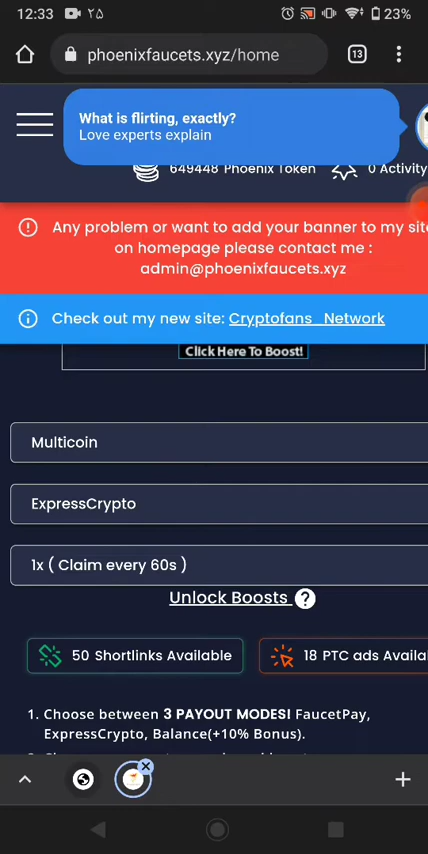 12:33 ۲۵ 23%
phoenixfaucets.xyz/home 13
What is flirting, exactly?
Love experts explain
649448 Phoenix Token 0 Activity
Any problem or want to add your banner to my site
on homepage please contact me :
admin@phoenixfaucets.xyz
Check out my new site: Cryptofans_Network
Click Here To Boost!
Multicoin
ExpressCrypto
1x ( Claim every 60s )
Unlock Boosts ?
50 Shortlinks Available 18 PTC ads Availa
1. Choose between 3 PAYOUT MODES! FaucetPay,
ExpressCrypto, Balance(+10% Bonus).